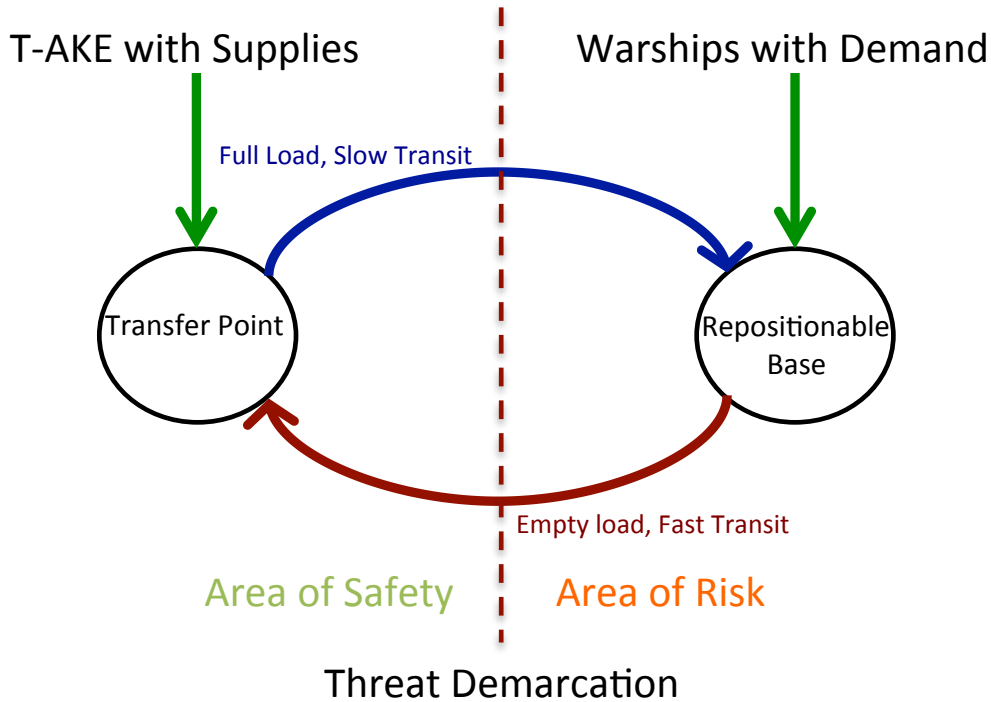 T-AKE with Supplies
Warships with Demand
Full Load, Slow Transit
Transfer Point
Repositionable
Base
Empty load, Fast Transit
Area of Safety
Area of Risk
Threat Demarcation